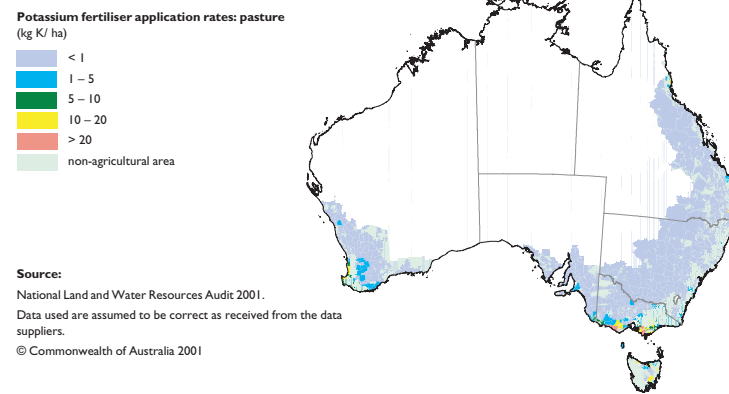 Potassium fertiliser application rates: pasture
(kg K/ ha)
< 1
1 – 5
5 – 10
10 – 20
> 20
non-agricultural area
Source:
National Land and Water Resources Audit 2001.
Data used are assumed to be correct as received from the data
suppliers.
© Commonwealth of Australia 2001